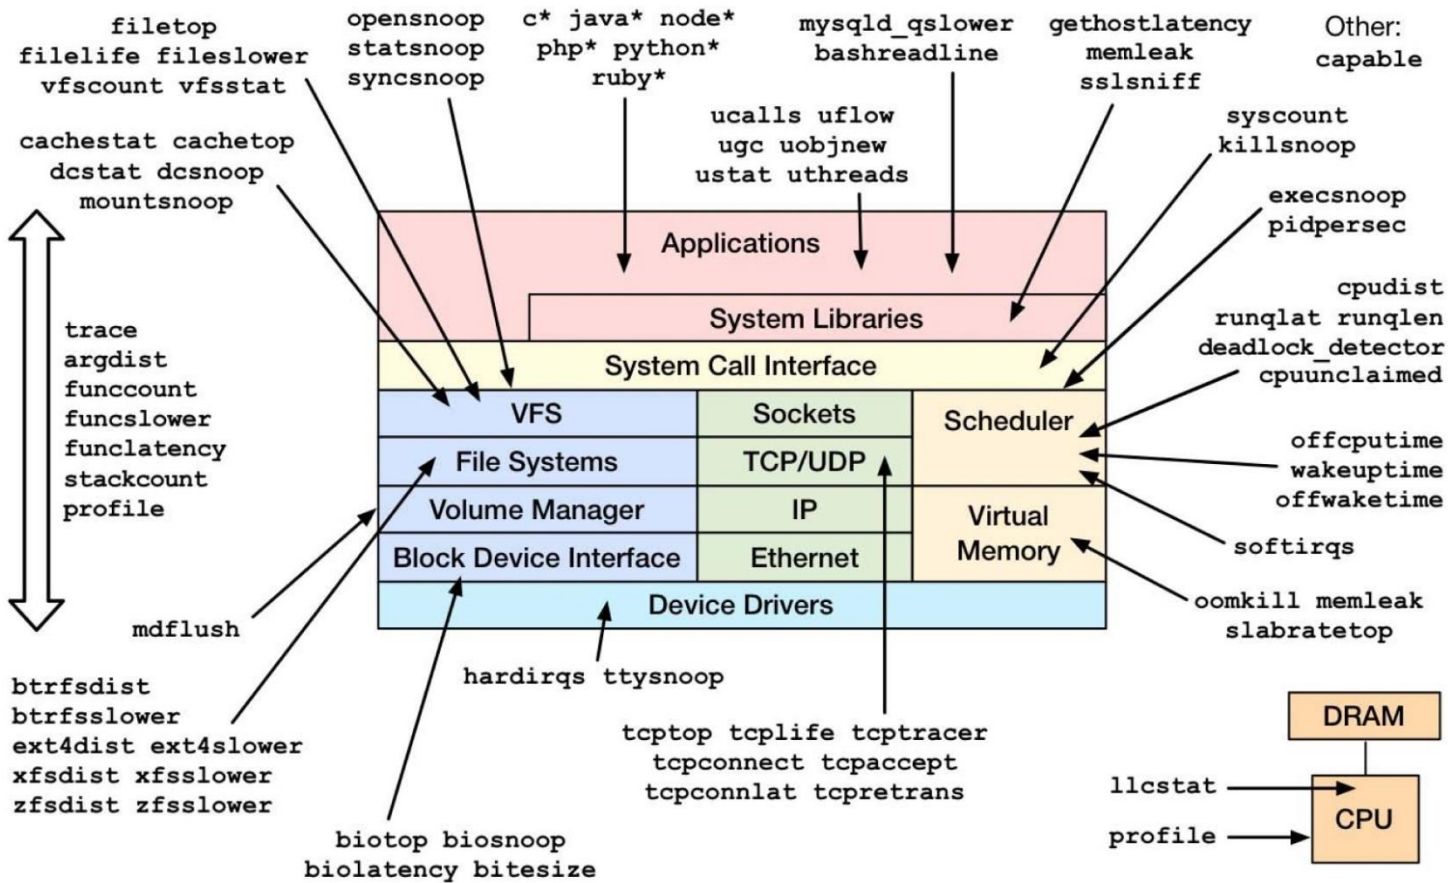 filetop
filelife fileslower
vfscount vfsstat
opensnoop
statsnoop
syncsnoop
c* java* node*
php* python*
ruby*
mysqld_qslower
bashreadline
gethostlatency
memleak
sslsniff
Other:
capable
ucalls uflow
ugc uobjnew
ustat uthreads
syscount
killsnoop
cachestat cachetop
dcstat dcsnoop
mountsnoop
execsnoop
pidpersec
Applications
System Libraries
System Call Interface
VFS
Sockets
Scheduler
File Systems
TCP/UDP
Volume Manager
IP
Virtual
Memory
Block Device Interface
Ethernet
Device Drivers
trace
argdist
funccount
funcslower
funclatency
stackcount
profile
cpudist
runqlat runqlen
deadlock_detector
cpuunclaimed
offcputime
wakeuptime
offwaketime
softirqs
oomkill memleak
slabratetop
mdflush
hardirqs ttysnoop
btrfsdist
btrfsslower
ext4dist ext4slower
xfsdist xfsslower
zfsdist zfsslower
tcptop tcplife tcptracer
tcpconnect tcpaccept
tcpconnlat tcpretrans
biotop biosnoop
biolatency bitesize
DRAM
llcstat
CPU
profile